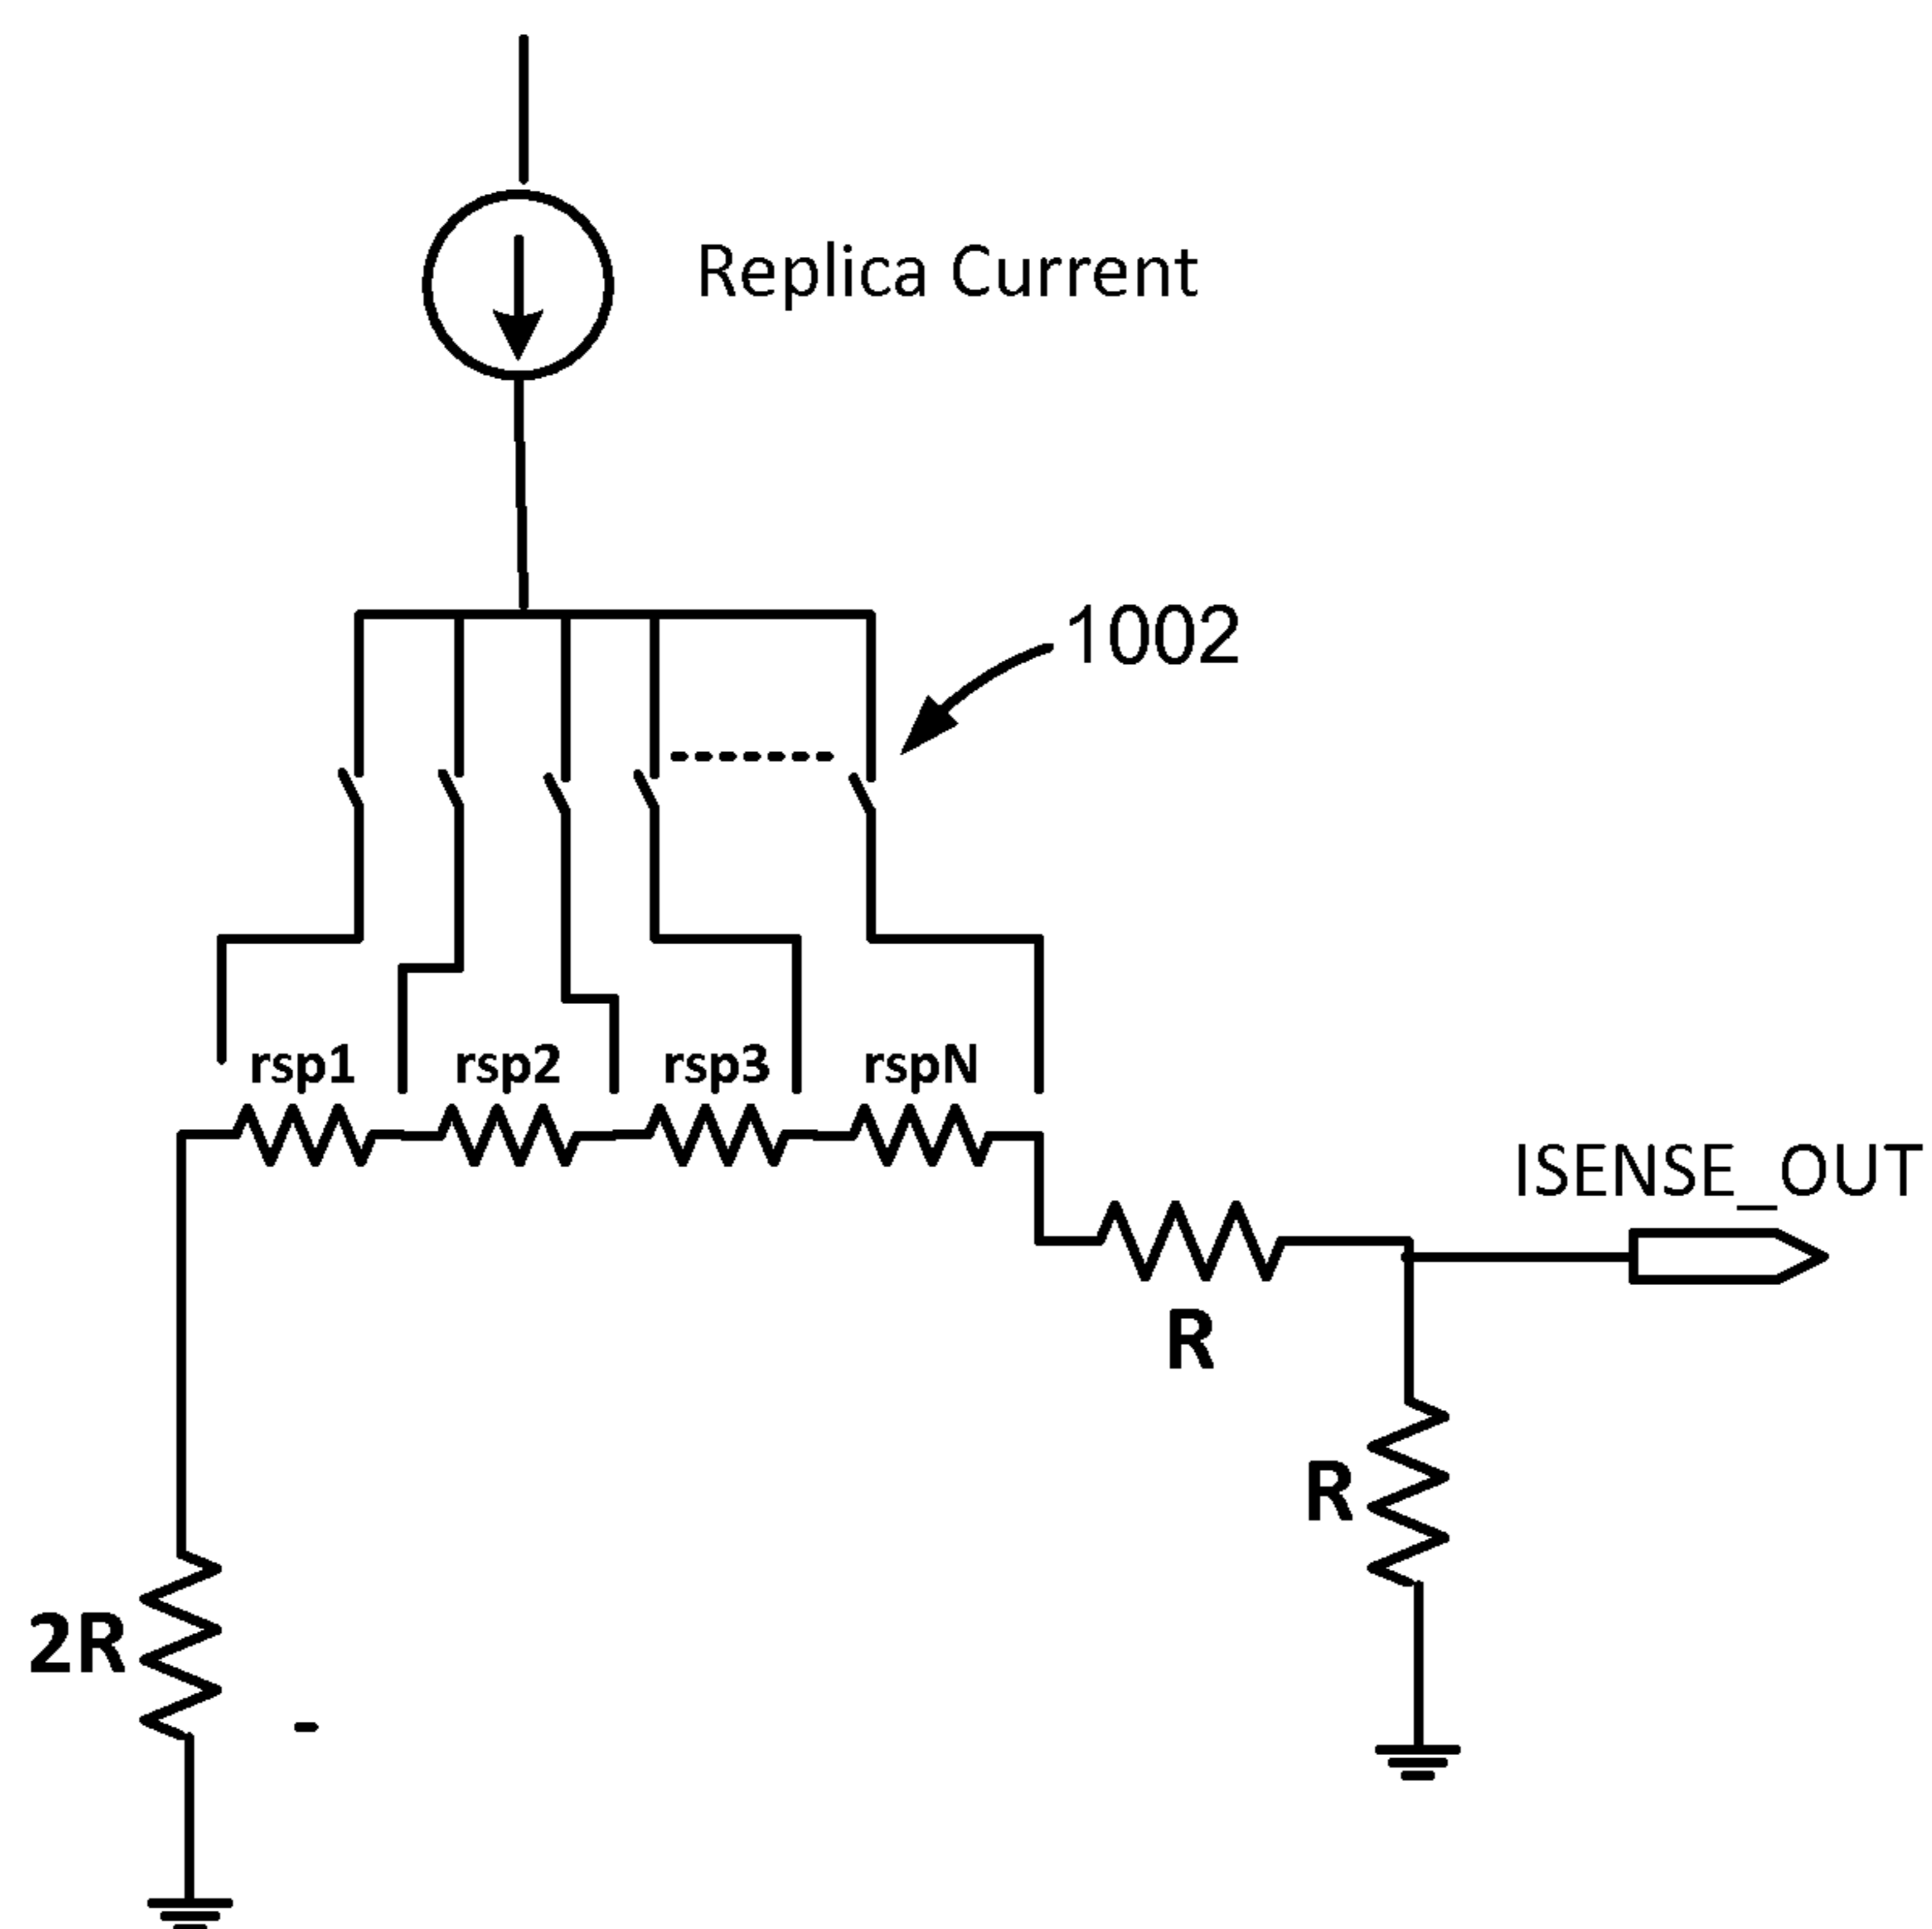 Replica Current
1002
rsp1 rsp2 rsp3 rspN
ISENSE_OUT
R
R
2R
-